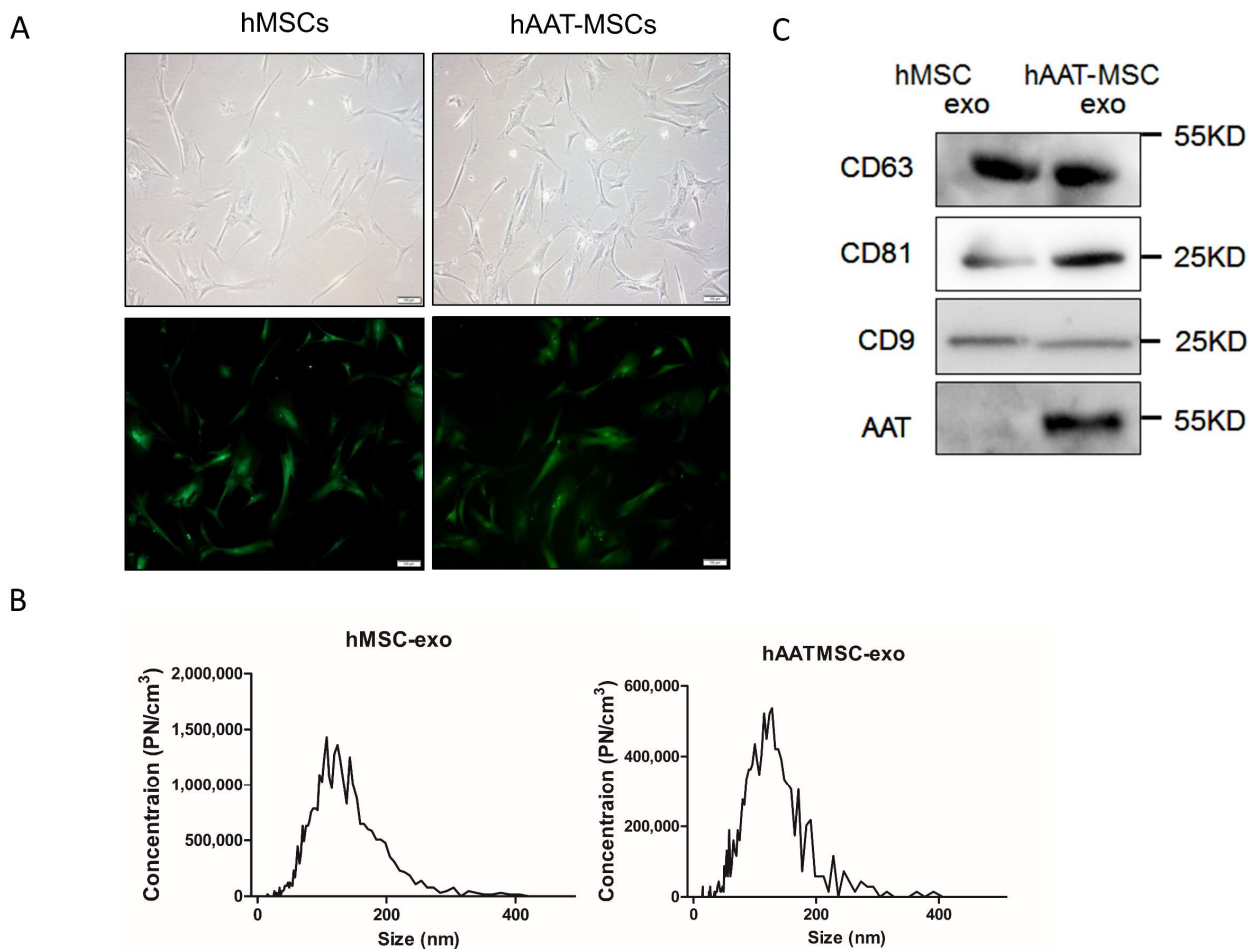 A
hMSCs
hAAT-MSCs
C
hMSC
exo
hAAT-MSC
exo
CD63
55KD
CD81
25KD
CD9
25KD
AAT
55KD
B
hMSC-exo
Concentraion (PN/cm³)
2,000,000
1,500,000
1,000,000
500,000
0
0 200 400
Size (nm)
hAATMSC-exo
Concentraion (PN/cm³)
600,000
400,000
200,000
0
0 200 400
Size (nm)